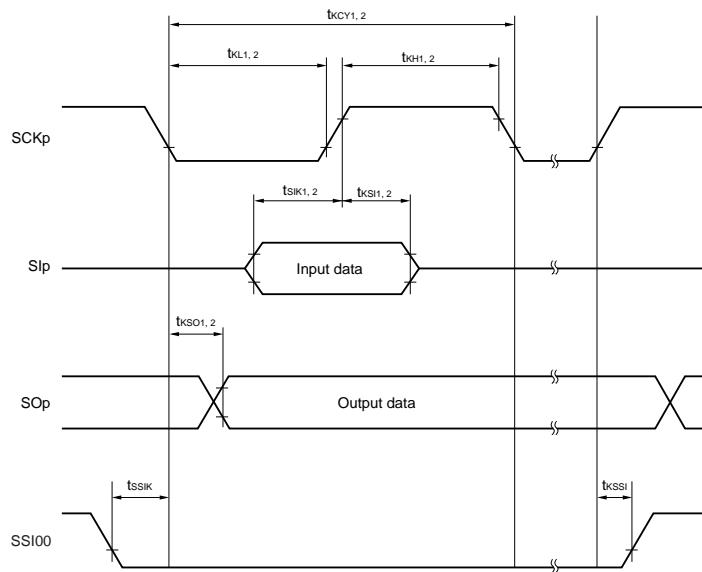 tKCY1, 2
tKL1, 2
tKH1, 2
SCKp
tSIK1, 2
tKSI1, 2
SIp
Input data
tKSO1, 2
SOp
Output data
tSSIK
tKSSI
SSI00